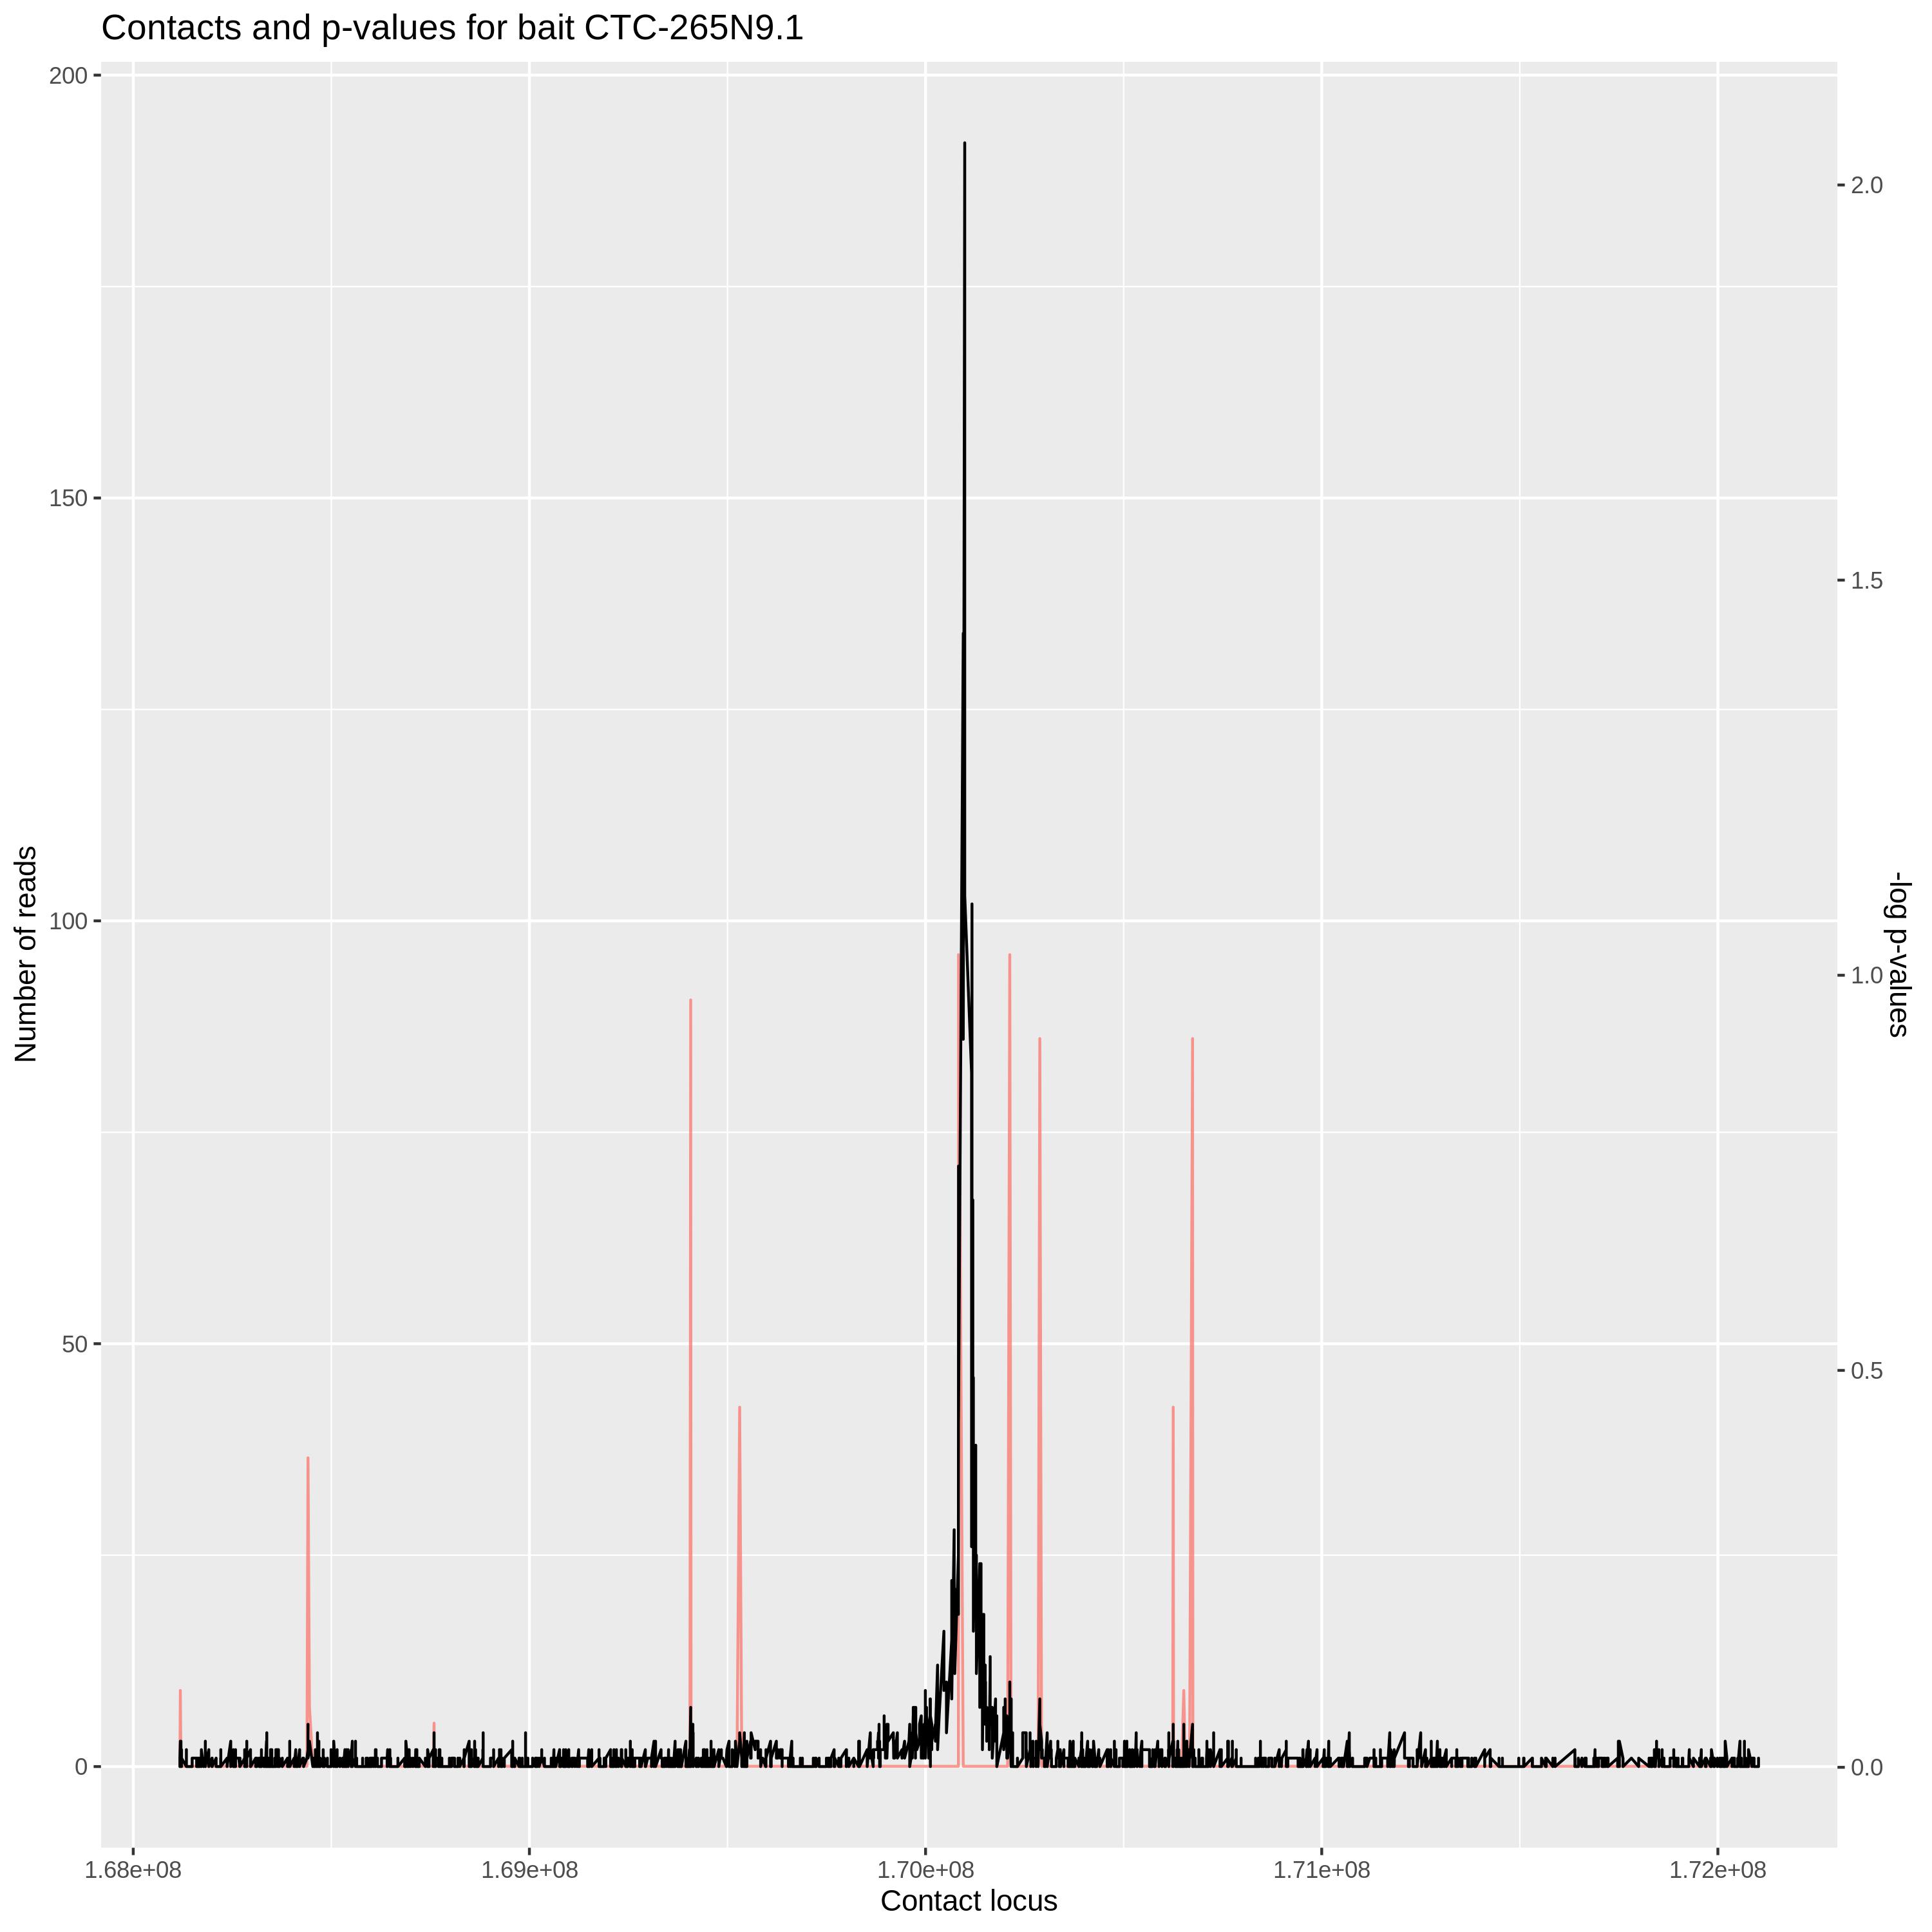 Contacts and p-values for bait CTC-265N9.1
200
150
100
50
0
Number of reads
2.0
1.5
1.0
0.5
0.0
-log p-values
1.68e+08 1.69e+08 1.70e+08 1.71e+08 1.72e+08
Contact locus